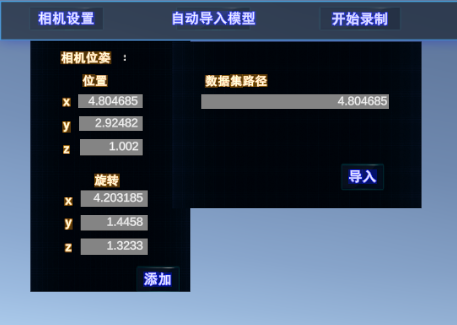 相机设置 自动导入模型 开始录制
相机位姿 :
位置
x 4.804685
y 2.92482
z 1.002
旋转
x 4.203185
y 1.4458
z 1.3233
添加
数据集路径
4.804685
导入